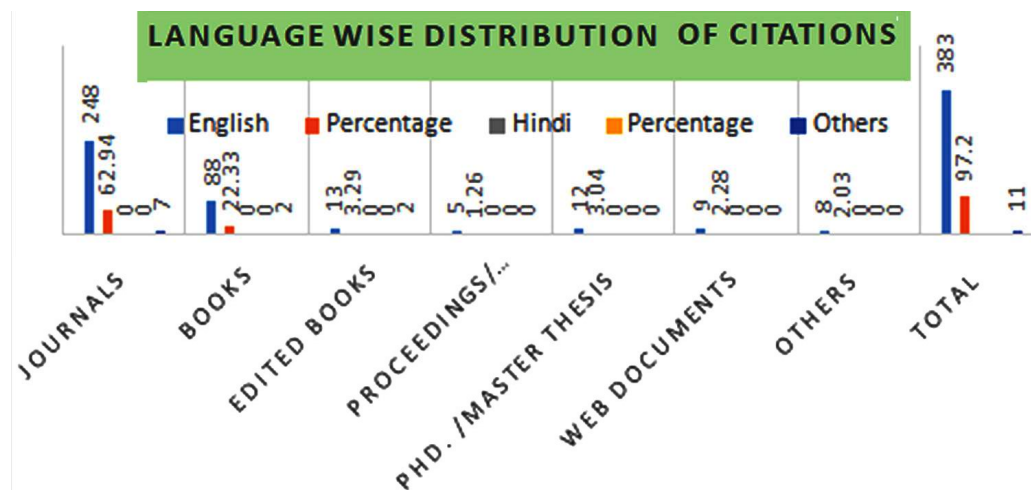 LANGUAGE WISE DISTRIBUTION OF CITATIONS
English Percentage Hindi Percentage Others
248 62.94 0 0 7
88 22.33 0 0 2
13 3.29 0 0 2
5 1.26 0 0 0
12 3.04 0 0 0
9 2.28 0 0 0
8 2.03 0 0 0
383 97.2 11
JOURNALS
BOOKS
EDITED BOOKS
PROCEEDINGS/...
PHD. /MASTER THESIS
WEB DOCUMENTS
OTHERS
TOTAL